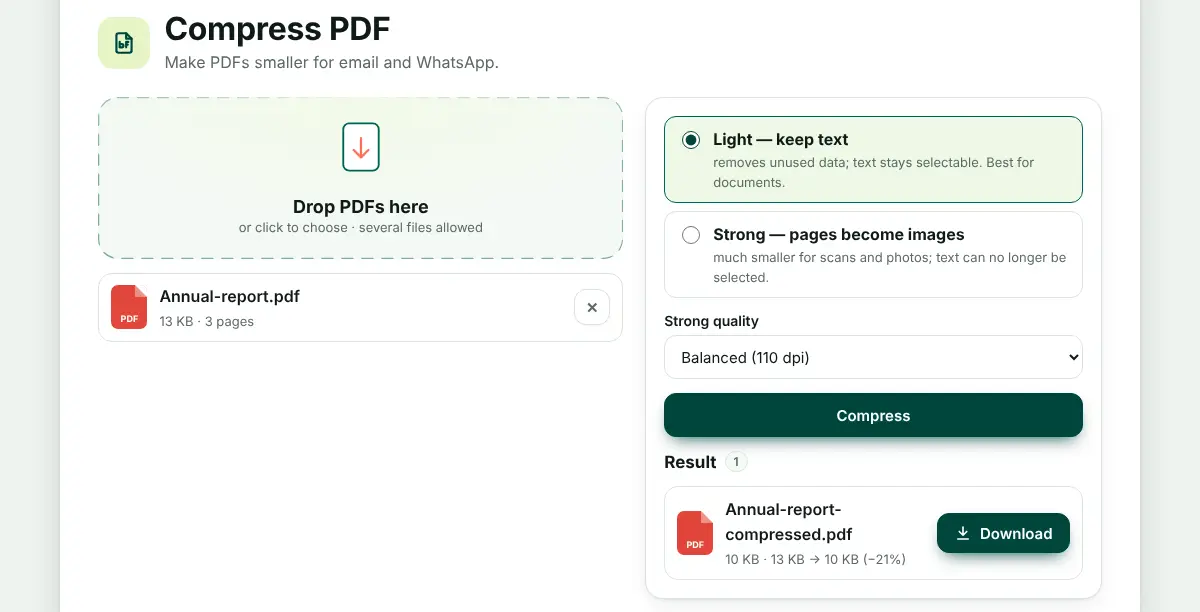 bF
Compress PDF
Make PDFs smaller for email and WhatsApp.
Drop PDFs here
or click to choose · several files allowed
PDF
Annual-report.pdf
13 KB · 3 pages
Light — keep text
removes unused data; text stays selectable. Best for
documents.
Strong — pages become images
much smaller for scans and photos; text can no longer be
selected.
Strong quality
Balanced (110 dpi)
Compress
Result 1
PDF
Annual-report-
compressed.pdf
10 KB · 13 KB → 10 KB (−21%)
Download